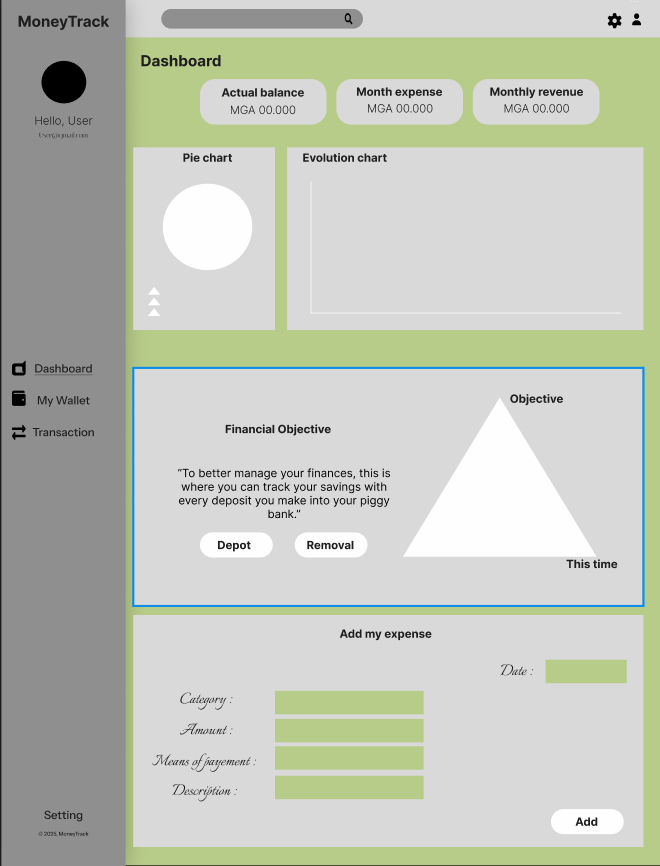 MoneyTrack
Hello, User
User@gmail.com
Dashboard
My Wallet
Transaction
Setting
© 2025, MoneyTrack
Dashboard
Actual balance
MGA 00.000
Month expense
MGA 00.000
Monthly revenue
MGA 00.000
Pie chart
Evolution chart
Financial Objective
“To better manage your finances, this is
where you can track your savings with
every deposit you make into your piggy
bank.”
Depot
Removal
Objective
This time
Add my expense
Date :
Category :
Amount :
Means of payement :
Description :
Add